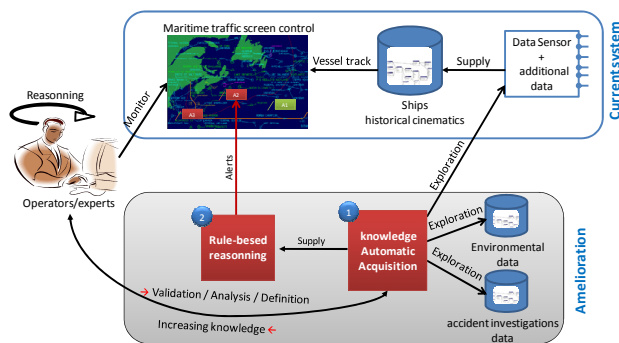 Maritime traffic screen control
Data Sensor
+
additional
data
Vessel track
Supply
Current system
Reasonning
Monitor
A2
A1
A3
Ships
historical cinematics
Operators/experts
Alerts
Exploration
2
1
Rule-besed
reasonning
Supply
knowledge
Automatic
Acquisition
Exploration
Environmental
data
Exploration
accident investigations
data
Amelioration
→ Validation / Analysis / Definition
Increasing knowledge ←